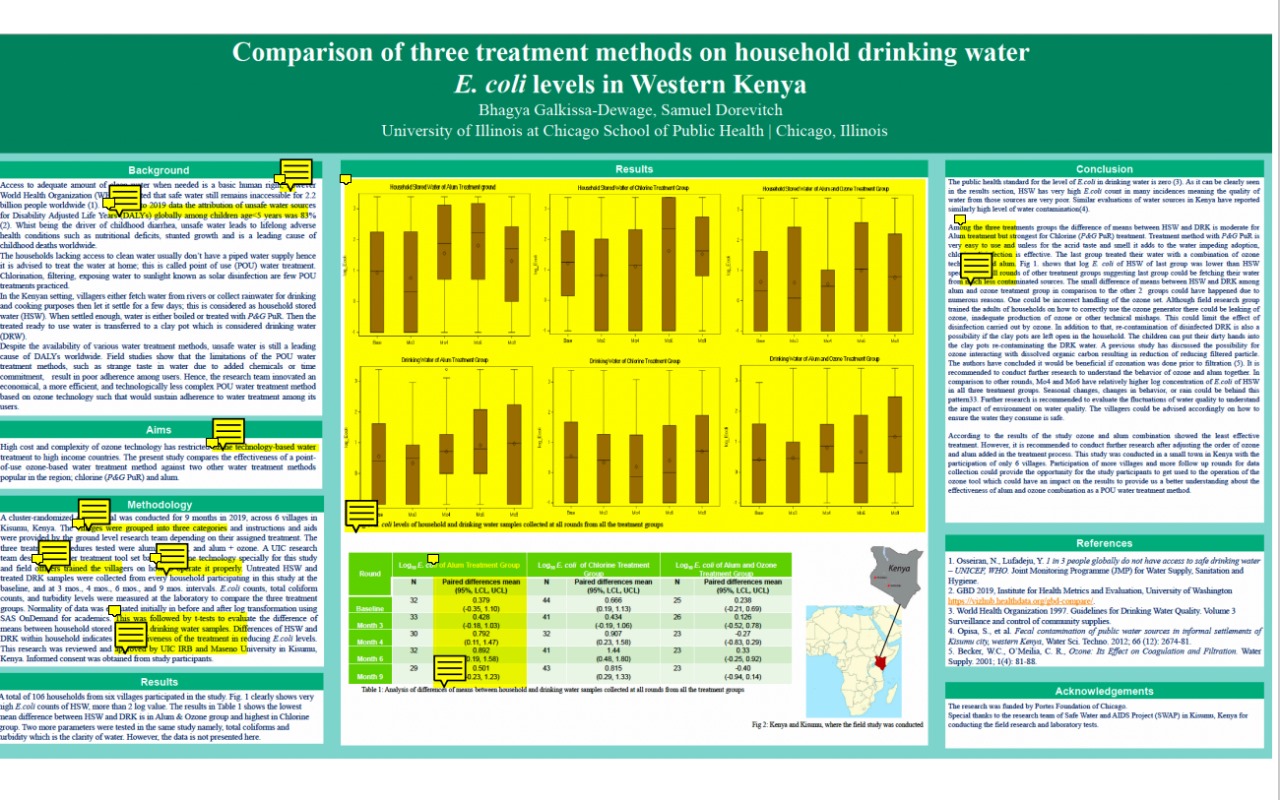 Comparison of three treatment methods on household drinking water
E. coli levels in Western Kenya
Bhagya Galkissa-Dewage, Samuel Dorevitch
University of Illinois at Chicago School of Public Health | Chicago, Illinois
Background
Access to adequate amount of clean water when needed is a basic human right, however
World Health Organization that safe water still remains inaccessible for 2.2
billion people worldwide (1). to 2019 data the attribution of unsafe water sources
for Disability Adjusted Life Years (DALYs) globally among children age<5 years was 83%
(2). Whist being the driver of childhood diarrhea, unsafe water leads to lifelong adverse
health conditions such as nutritional deficits, stunted growth and is a leading cause of
childhood deaths worldwide.
The households lacking access to clean water usually don't have a piped water supply hence
it is advised to treat the water at home; this is called point of use (POU) water treatment.
Chlorination, filtering, exposing water to sunlight known as solar disinfection are few POU
treatments practiced.
In the Kenyan setting, villagers either fetch water from rivers or collect rainwater for drinking
and cooking purposes then let it settle for a few days; this is considered as household stored
water (HSW). When settled enough, water is either boiled or treated with P&G PuR. Then the
treated ready to use water is transferred to a clay pot which is considered drinking water
(DRW).
Despite the availability of various water treatment methods, unsafe water is still a leading
cause of DALYs worldwide. Field studies show that the limitations of the POU water
treatment methods, such as strange taste in water due to added chemicals or time
commitment, result in poor adherence among users. Hence, the research team innovated an
economical, a more efficient, and technologically less complex POU water treatment method
based on ozone technology such that would sustain adherence to water treatment among its
users.
Aims
High cost and complexity of ozone technology has restricted technology-based water
treatment to high income countries. The present study compares the effectiveness of a point-
of-use ozone-based water treatment method against two other water treatment methods
popular in the region; chlorine (P&G PuR) and alum.
Methodology
A cluster-randomized was conducted for 9 months in 2019, across 6 villages in
Kisumu, Kenya. The villages were grouped into three categories and instructions and aids
were provided by the ground level research team depending on their assigned treatment. The
three tested were and alum + ozone. A UIC research
team treatment tool set technology specially for this study
and field trained the villagers on operate it properly. Untreated HSW and
treated DRK samples were collected from every household participating in this study at the
baseline, and at 3 mos., 4 mos., 6 mos., and 9 mos. intervals. E.coli counts, total coliform
counts, and turbidity levels were measured at the laboratory to compare the three treatment
groups. Normality of data was evaluated initially in before and after log transformation using
SAS OnDemand for academics. This was followed by t-tests to evaluate the difference of
means between household stored drinking water samples. Differences of HSW and
DRK within household indicates of the treatment in reducing E.coli levels.
This research was reviewed and approved by UIC IRB and Maseno University in Kisumu,
Kenya. Informed consent was obtained from study participants.
Results
A total of 106 households from six villages participated in the study. Fig. 1 clearly shows very
high E.coli counts of HSW, more than 2 log value. The results in Table 1 shows the lowest
mean difference between HSW and DRK is in Alum & Ozone group and highest in Chlorine
group. Two more parameters were tested in the same study namely, total coliforms and
turbidity which is the clarity of water. However, the data is not presented here.
Results
Household Stored Water of Alum Treatment ground
Household Stored Water of Chlorine Treatment Group
Household Stored Water of Alum and Ozone Treatment Group
Drinking Water of Alum Treatment Group
Drinking Water of Chlorine Treatment Group
Drinking Water of Alum and Ozone Treatment Group
coli levels of household and drinking water samples collected at all rounds from all the treatment groups
Round Log10 E. coli of Alum Treatment Group Log10 E. coli of Chlorine Treatment Group Log10 E. coli of Alum and Ozone Treatment Group
N Paired differences mean (95%, LCL, UCL) N Paired differences mean (95%, LCL, UCL) N Paired differences mean (95%, LCL, UCL)
Baseline 32 0.379 (-0.35, 1.10) 44 0.666 (0.19, 1.13) 25 0.238 (-0.21, 0.69)
Month 3 33 0.428 (-0.18, 1.03) 41 0.434 (-0.19, 1.06) 26 0.126 (-0.52, 0.78)
Month 4 30 0.792 (0.11, 1.47) 32 0.907 (0.23, 1.58) 23 -0.27 (-0.83, 0.29)
Month 6 32 0.892 (0.19, 1.58) 41 1.44 (0.48, 1.80) 23 0.33 (-0.25, 0.92)
Month 9 29 0.501 1.23) 43 0.815 (0.29, 1.33) 23 -0.40 (-0.94, 0.14)
Table 1: Analysis of differences of means between household and drinking water samples collected at all rounds from all the treatment groups
Kenya
Fig 2: Kenya and Kisumu, where the field study was conducted
Conclusion
The public health standard for the level of E.coli in drinking water is zero (3). As it can be clearly seen
in the results section, HSW has very high E.coli count in many incidences meaning the quality of
water from those sources are very poor. Similar evaluations of water sources in Kenya have reported
similarly high level of water contamination(4).
Among the three treatments groups the difference of means between HSW and DRK is moderate for
Alum treatment but strongest for Chlorine (P&G PuR) treatment. Treatment method with P&G PuR is
very easy to use and unless for the acid taste and smell it adds to the water impeding adoption,
is effective. The last group treated their water with a combination of ozone
alum. Fig 1. shows that log E. coli of HSW of last group was lower than HSW
rounds of other treatment groups suggesting last group could be fetching their water
from much less contaminated sources. The small difference of means between HSW and DRK among
alum and ozone treatment group in comparison to the other 2 groups could have happened due to
numerous reasons. One could be incorrect handling of the ozone set. Although field research group
trained the adults of households on how to correctly use the ozone generator there could be leaking of
ozone, inadequate production of ozone or other technical mishaps. This could limit the effect of
disinfection carried out by ozone. In addition to that, re-contamination of disinfected DRK is also a
possibility if the clay pots are left open in the household. The children can put their dirty hands into
the clay pots re-contaminating the DRK water. A previous study has discussed the possibility for
ozone interacting with dissolved organic carbon resulting in reduction of reducing filtered particle.
The authors have concluded it would be beneficial if ozonation was done prior to filtration (5). It is
recommended to conduct further research to understand the behavior of ozone and alum together. In
comparison to other rounds, Mo4 and Mo6 have relatively higher log concentration of E.coli of HSW
in all three treatment groups. Seasonal changes, changes in behavior, or rain could be behind this
pattern33. Further research is recommended to evaluate the fluctuations of water quality to understand
the impact of environment on water quality. The villagers could be advised accordingly on how to
ensure the water they consume is safe.
According to the results of the study ozone and alum combination showed the least effective
treatment. However, it is recommended to conduct further research after adjusting the order of ozone
and alum added in the treatment process. This study was conducted in a small town in Kenya with the
participation of only 6 villages. Participation of more villages and more follow up rounds for data
collection could provide the opportunity for the study participants to get used to the operation of the
ozone tool which could have an impact on the results to provide us a better understanding about the
effectiveness of alum and ozone combination as a POU water treatment method.
References
1. Osseiran, N., Lufadeju, Y. 1 in 3 people globally do not have access to safe drinking water
– UNICEF, WHO. Joint Monitoring Programme (JMP) for Water Supply, Sanitation and
Hygiene.
2. GBD 2019, Institute for Health Metrics and Evaluation, University of Washington
https://vizhub.healthdata.org/gbd-compare/.
3. World Health Organization 1997. Guidelines for Drinking Water Quality. Volume 3
Surveillance and control of community supplies.
4. Opisa, S., et al. Fecal contamination of public water sources in informal settlements of
Kisumu city, western Kenya, Water Sci. Techno. 2012; 66 (12): 2674-81.
5. Becker, W.C., O'Melia, C. R., Ozone: Its Effect on Coagulation and Filtration. Water
Supply. 2001; 1(4): 81-88.
Acknowledgements
The research was funded by Portes Foundation of Chicago.
Special thanks to the research team of Safe Water and AIDS Project (SWAP) in Kisumu, Kenya for
conducting the field research and laboratory tests.